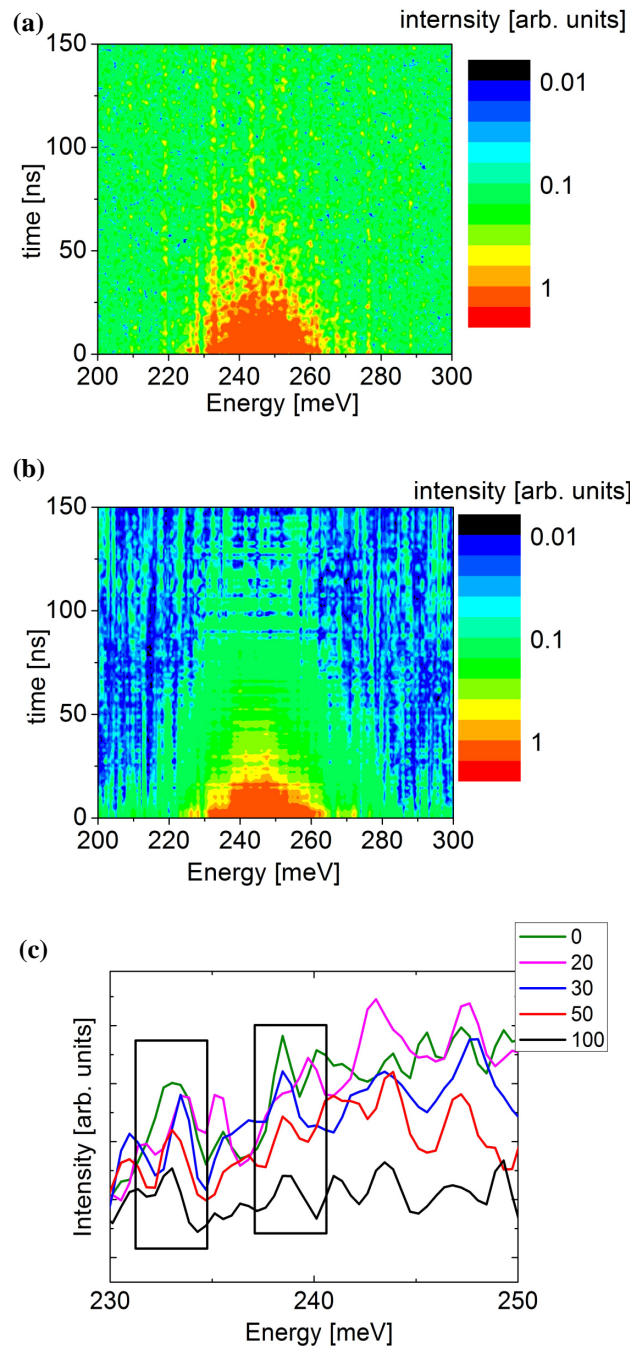 (a)
internsity [arb. units]
150
100
50
0
time [ns]
200 220 240 260 280 300
Energy [meV]
0.01
0.1
1
(b)
intensity [arb. units]
150
100
50
0
time [ns]
200 220 240 260 280 300
Energy [meV]
0.01
0.1
1
(c)
0
20
30
50
100
Intensity [arb. units]
230 240 250
Energy [meV]